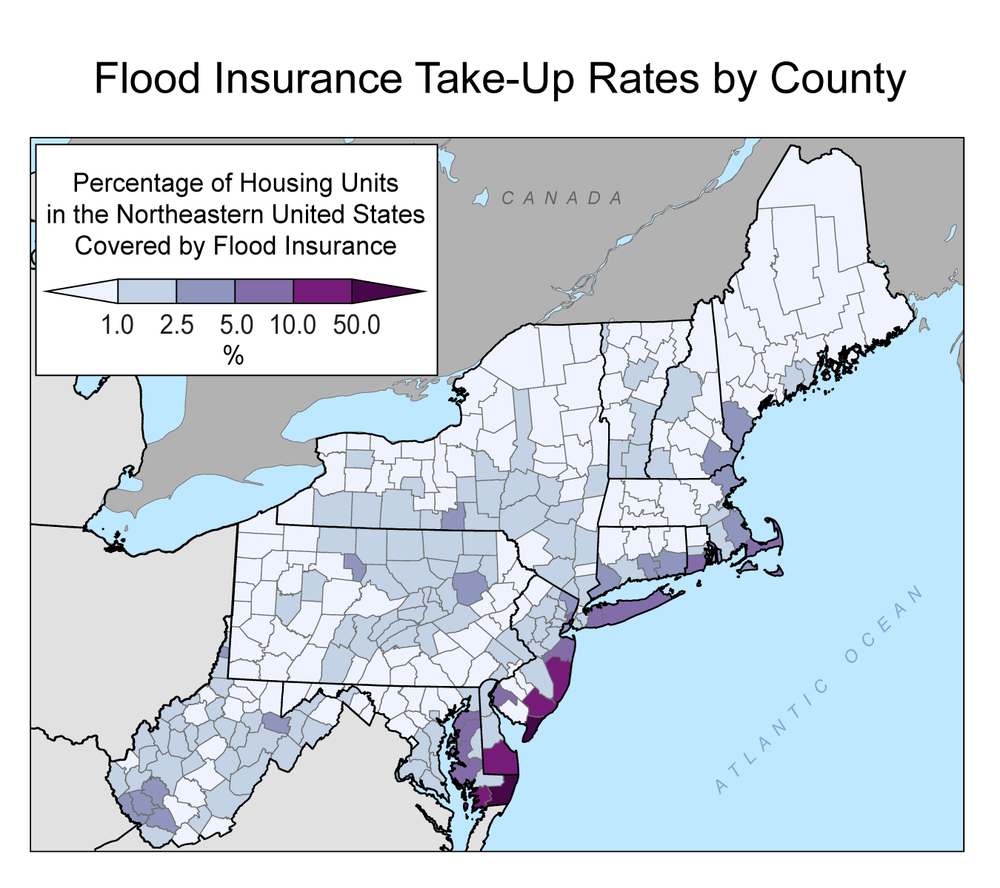 Flood Insurance Take-Up Rates by County
Percentage of Housing Units
in the Northeastern United States
Covered by Flood Insurance
1.0 2.5 5.0 10.0 50.0
%
CANADA
ATLANTIC OCEAN